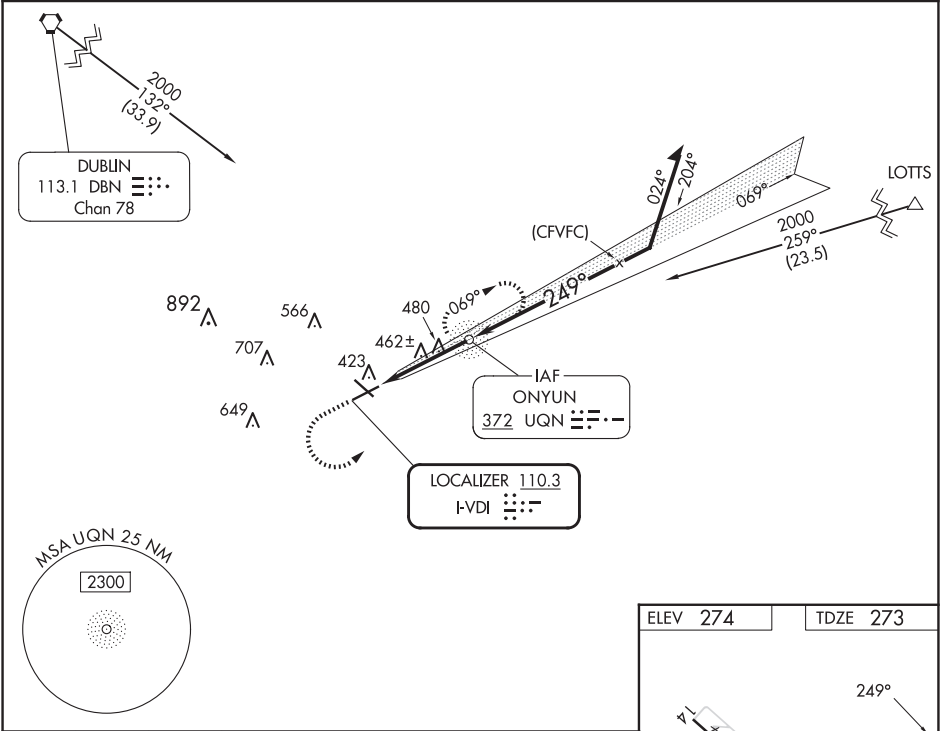 2000
132°
(33.9)
DUBLIN
113.1 DBN
Chan 78
024°
204°
069°
LOTTS
2000
259°
(23.5)
(CFVFC)
249°
069°
892
566
480
462±
707
423
649
IAF
ONYUN
372 UQN
LOCALIZER 110.3
I-VDI
MSA UQN 25 NM
2300
ELEV 274
TDZE 273
249°
14